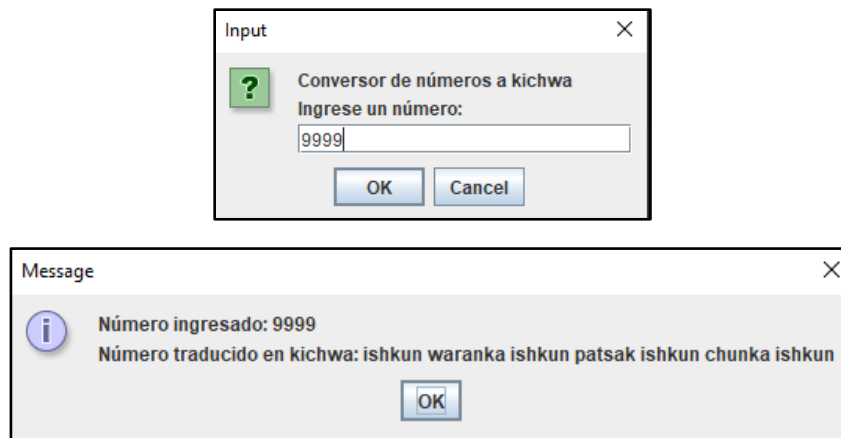 Input
Conversor de números a kichwa
Ingrese un número:
9999
OK Cancel
Message
Número ingresado: 9999
Número traducido en kichwa: ishkun waranka ishkun patsak ishkun chunka ishkun
OK